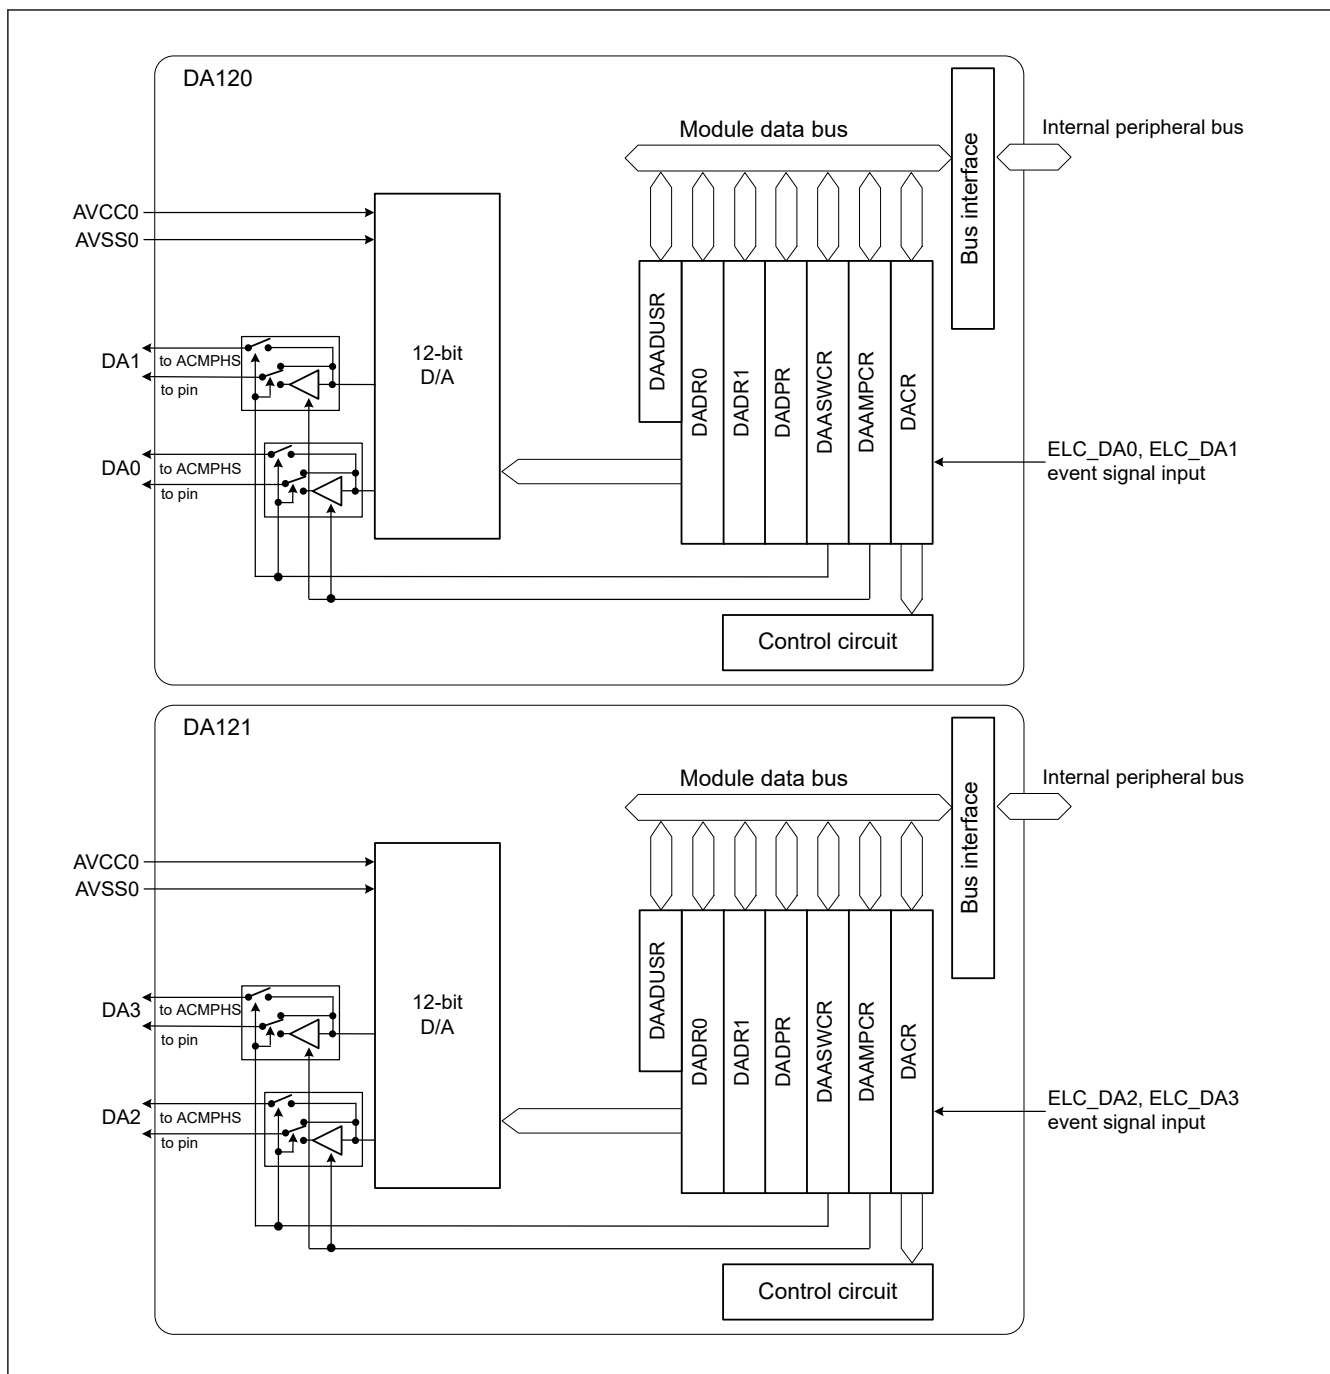 DA120
Module data bus
Internal peripheral bus
Bus interface
AVCC0
AVSS0
12-bit
D/A
DAADUSR
DADR0
DADR1
DADPR
DAASWCR
DAAMPCR
DACR
DA1
to ACMPHS
to pin
DA0
to ACMPHS
to pin
ELC_DA0, ELC_DA1
event signal input
Control circuit
DA121
Module data bus
Internal peripheral bus
Bus interface
AVCC0
AVSS0
12-bit
D/A
DAADUSR
DADR0
DADR1
DADPR
DAASWCR
DAAMPCR
DACR
DA3
to ACMPHS
to pin
DA2
to ACMPHS
to pin
ELC_DA2, ELC_DA3
event signal input
Control circuit